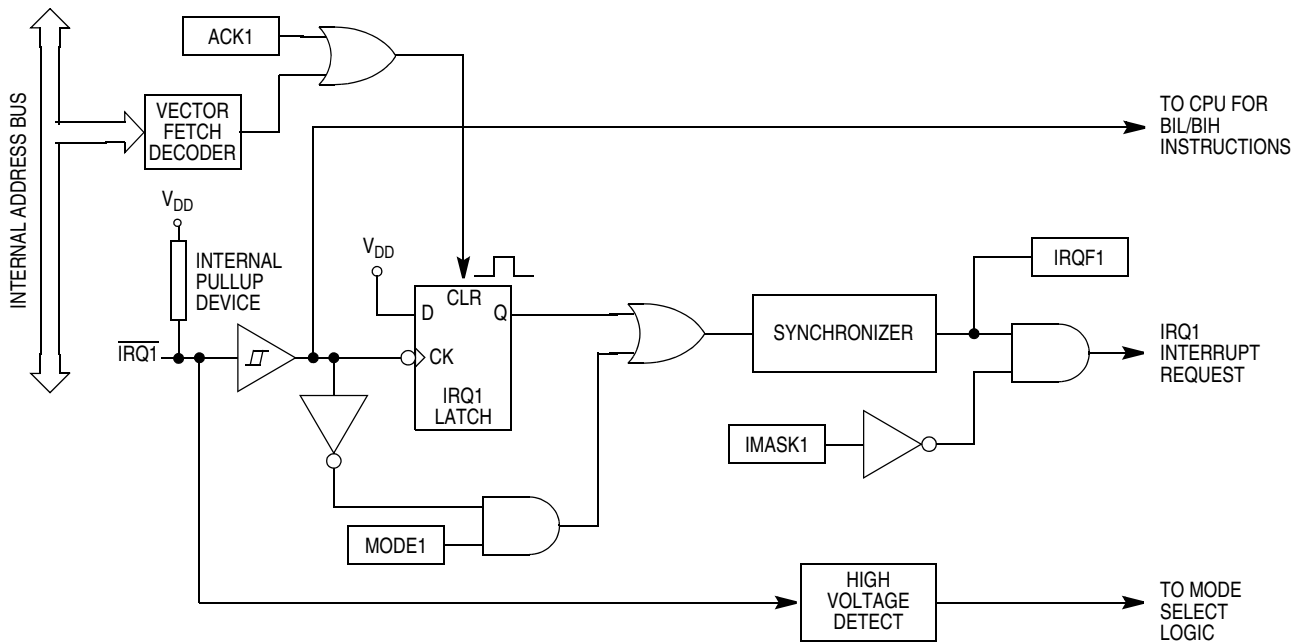 INTERNAL ADDRESS BUS
ACK1
VECTOR
FETCH
DECODER
TO CPU FOR
BIL/BIH
INSTRUCTIONS
VDD
INTERNAL
PULLUP
DEVICE
VDD
CLR
D
Q
CK
IRQ1
LATCH
IRQ1
SYNCHRONIZER
IRQF1
IRQ1
INTERRUPT
REQUEST
IMASK1
MODE1
HIGH
VOLTAGE
DETECT
TO MODE
SELECT
LOGIC